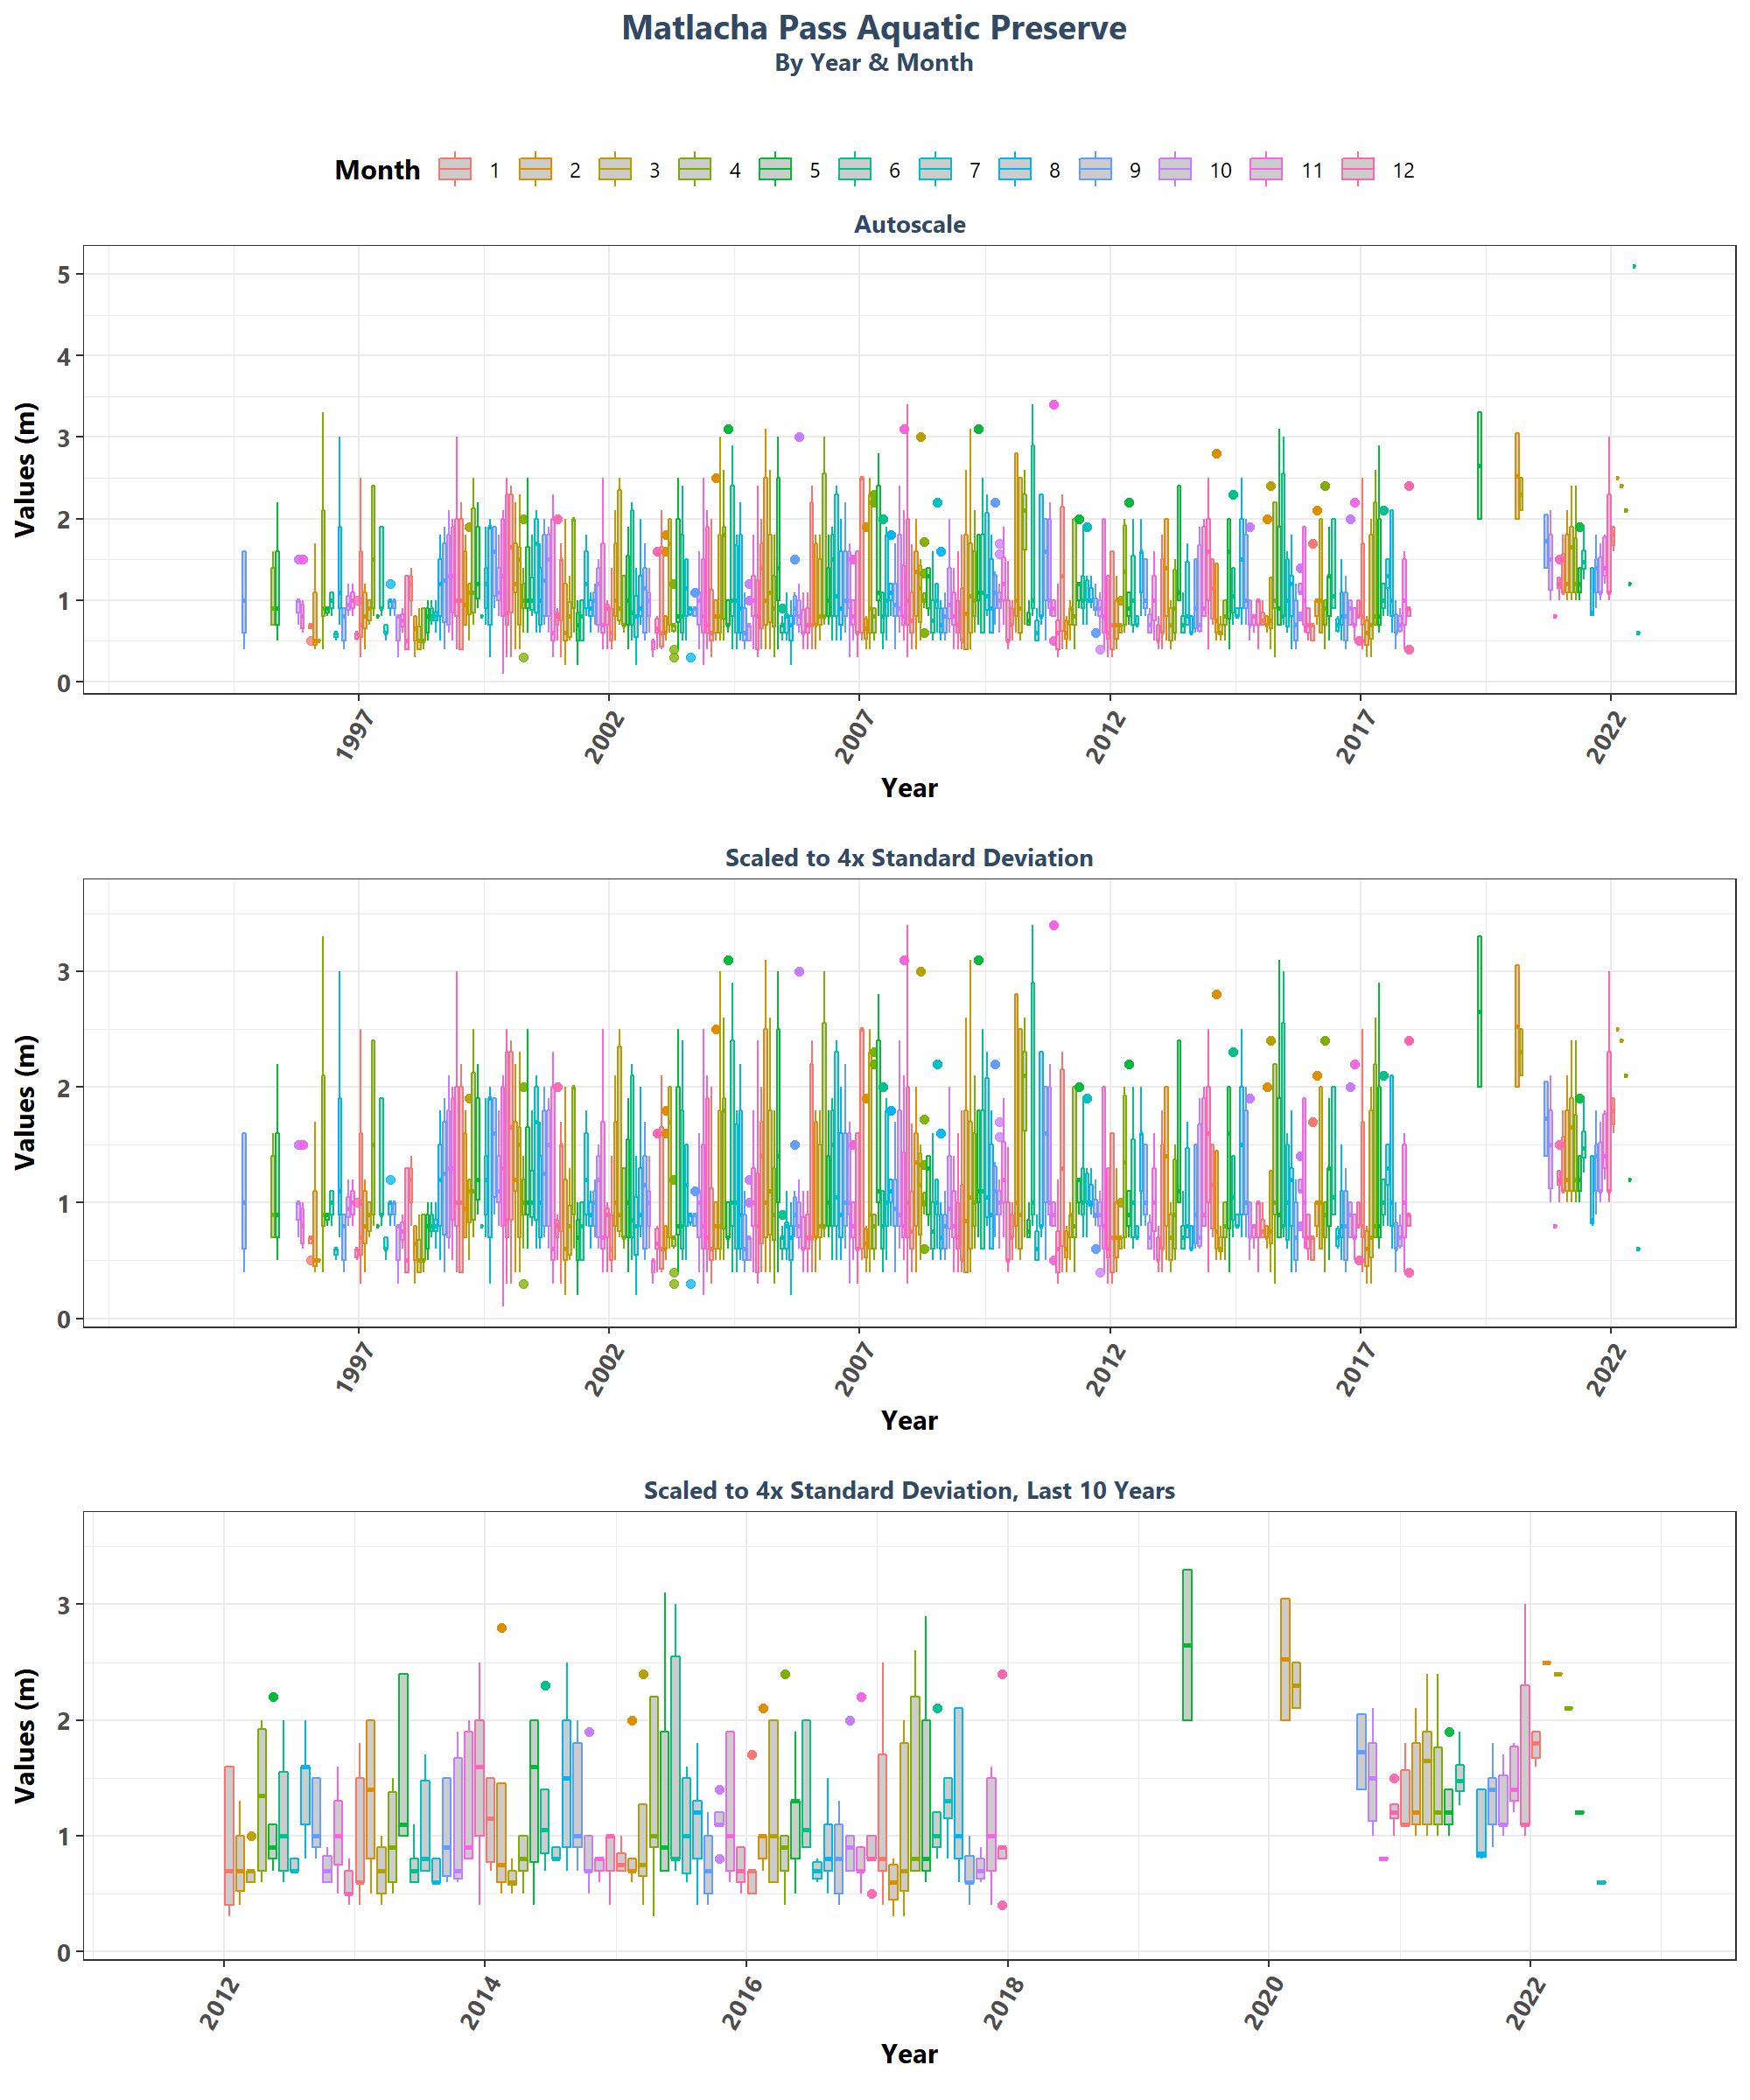 Matlacha Pass Aquatic Preserve
By Year & Month
Month 1 2 3 4 5 6 7 8 9 10 11 12
Autoscale
Values (m)
5
4
3
2
1
0
1997 2002 2007 2012 2017 2022
Year
Scaled to 4x Standard Deviation
Values (m)
3
2
1
0
1997 2002 2007 2012 2017 2022
Year
Scaled to 4x Standard Deviation, Last 10 Years
Values (m)
3
2
1
0
2012 2014 2016 2018 2020 2022
Year